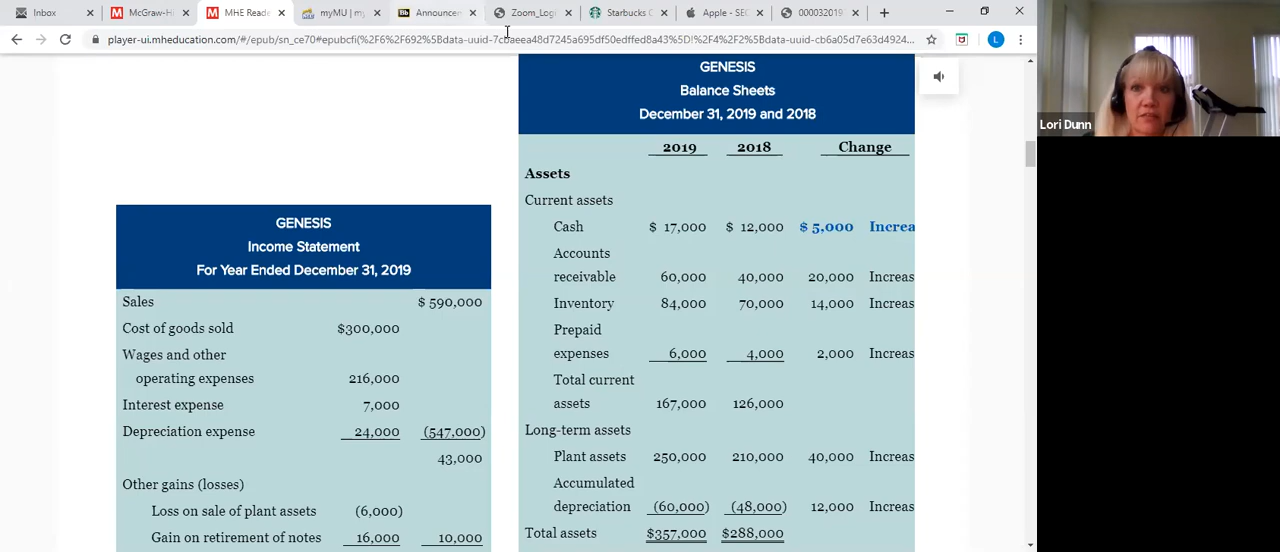 Inbox
McGraw-Hi
MHE Reade
myMU | my
Announcem
Zoom_Logi
Starbucks C
Apple - SEC
000032019
player-ui.mheducation.com/#/epub/sn_ce70#epubcfi(%2F6%2F692%5Bdata-uuid-7cbaeea48d7245a695df50edffed8a43%5D!%2F4%2F2%5Bdata-uuid-cb6a05d7e63d4924...
L
Lori Dunn
GENESIS
Balance Sheets
December 31, 2019 and 2018
2019 2018 Change
Assets
Current assets
Cash $ 17,000 $ 12,000 $ 5,000 Increa
Accounts
receivable 60,000 40,000 20,000 Increas
Inventory 84,000 70,000 14,000 Increas
Prepaid
expenses 6,000 4,000 2,000 Increas
Total current
assets 167,000 126,000
Long-term assets
Plant assets 250,000 210,000 40,000 Increas
Accumulated
depreciation (60,000) (48,000) 12,000 Increas
Total assets $357,000 $288,000
GENESIS
Income Statement
For Year Ended December 31, 2019
Sales $ 590,000
Cost of goods sold $300,000
Wages and other
operating expenses 216,000
Interest expense 7,000
Depreciation expense 24,000 (547,000)
43,000
Other gains (losses)
Loss on sale of plant assets (6,000)
Gain on retirement of notes 16,000 10,000